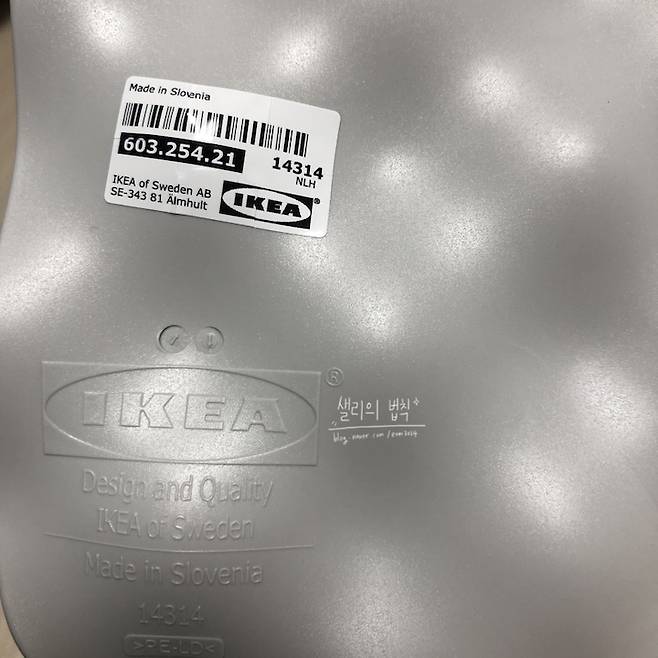 Made in Slovenia
603.254.21
14314
NLH
IKEA of Sweden AB
SE-343 81 Älmhult
IKEA®
IKEA®
샐리의 법칙
Design and Quality
IKEA of Sweden
Made in Slovenia
14314
>PE-LD<